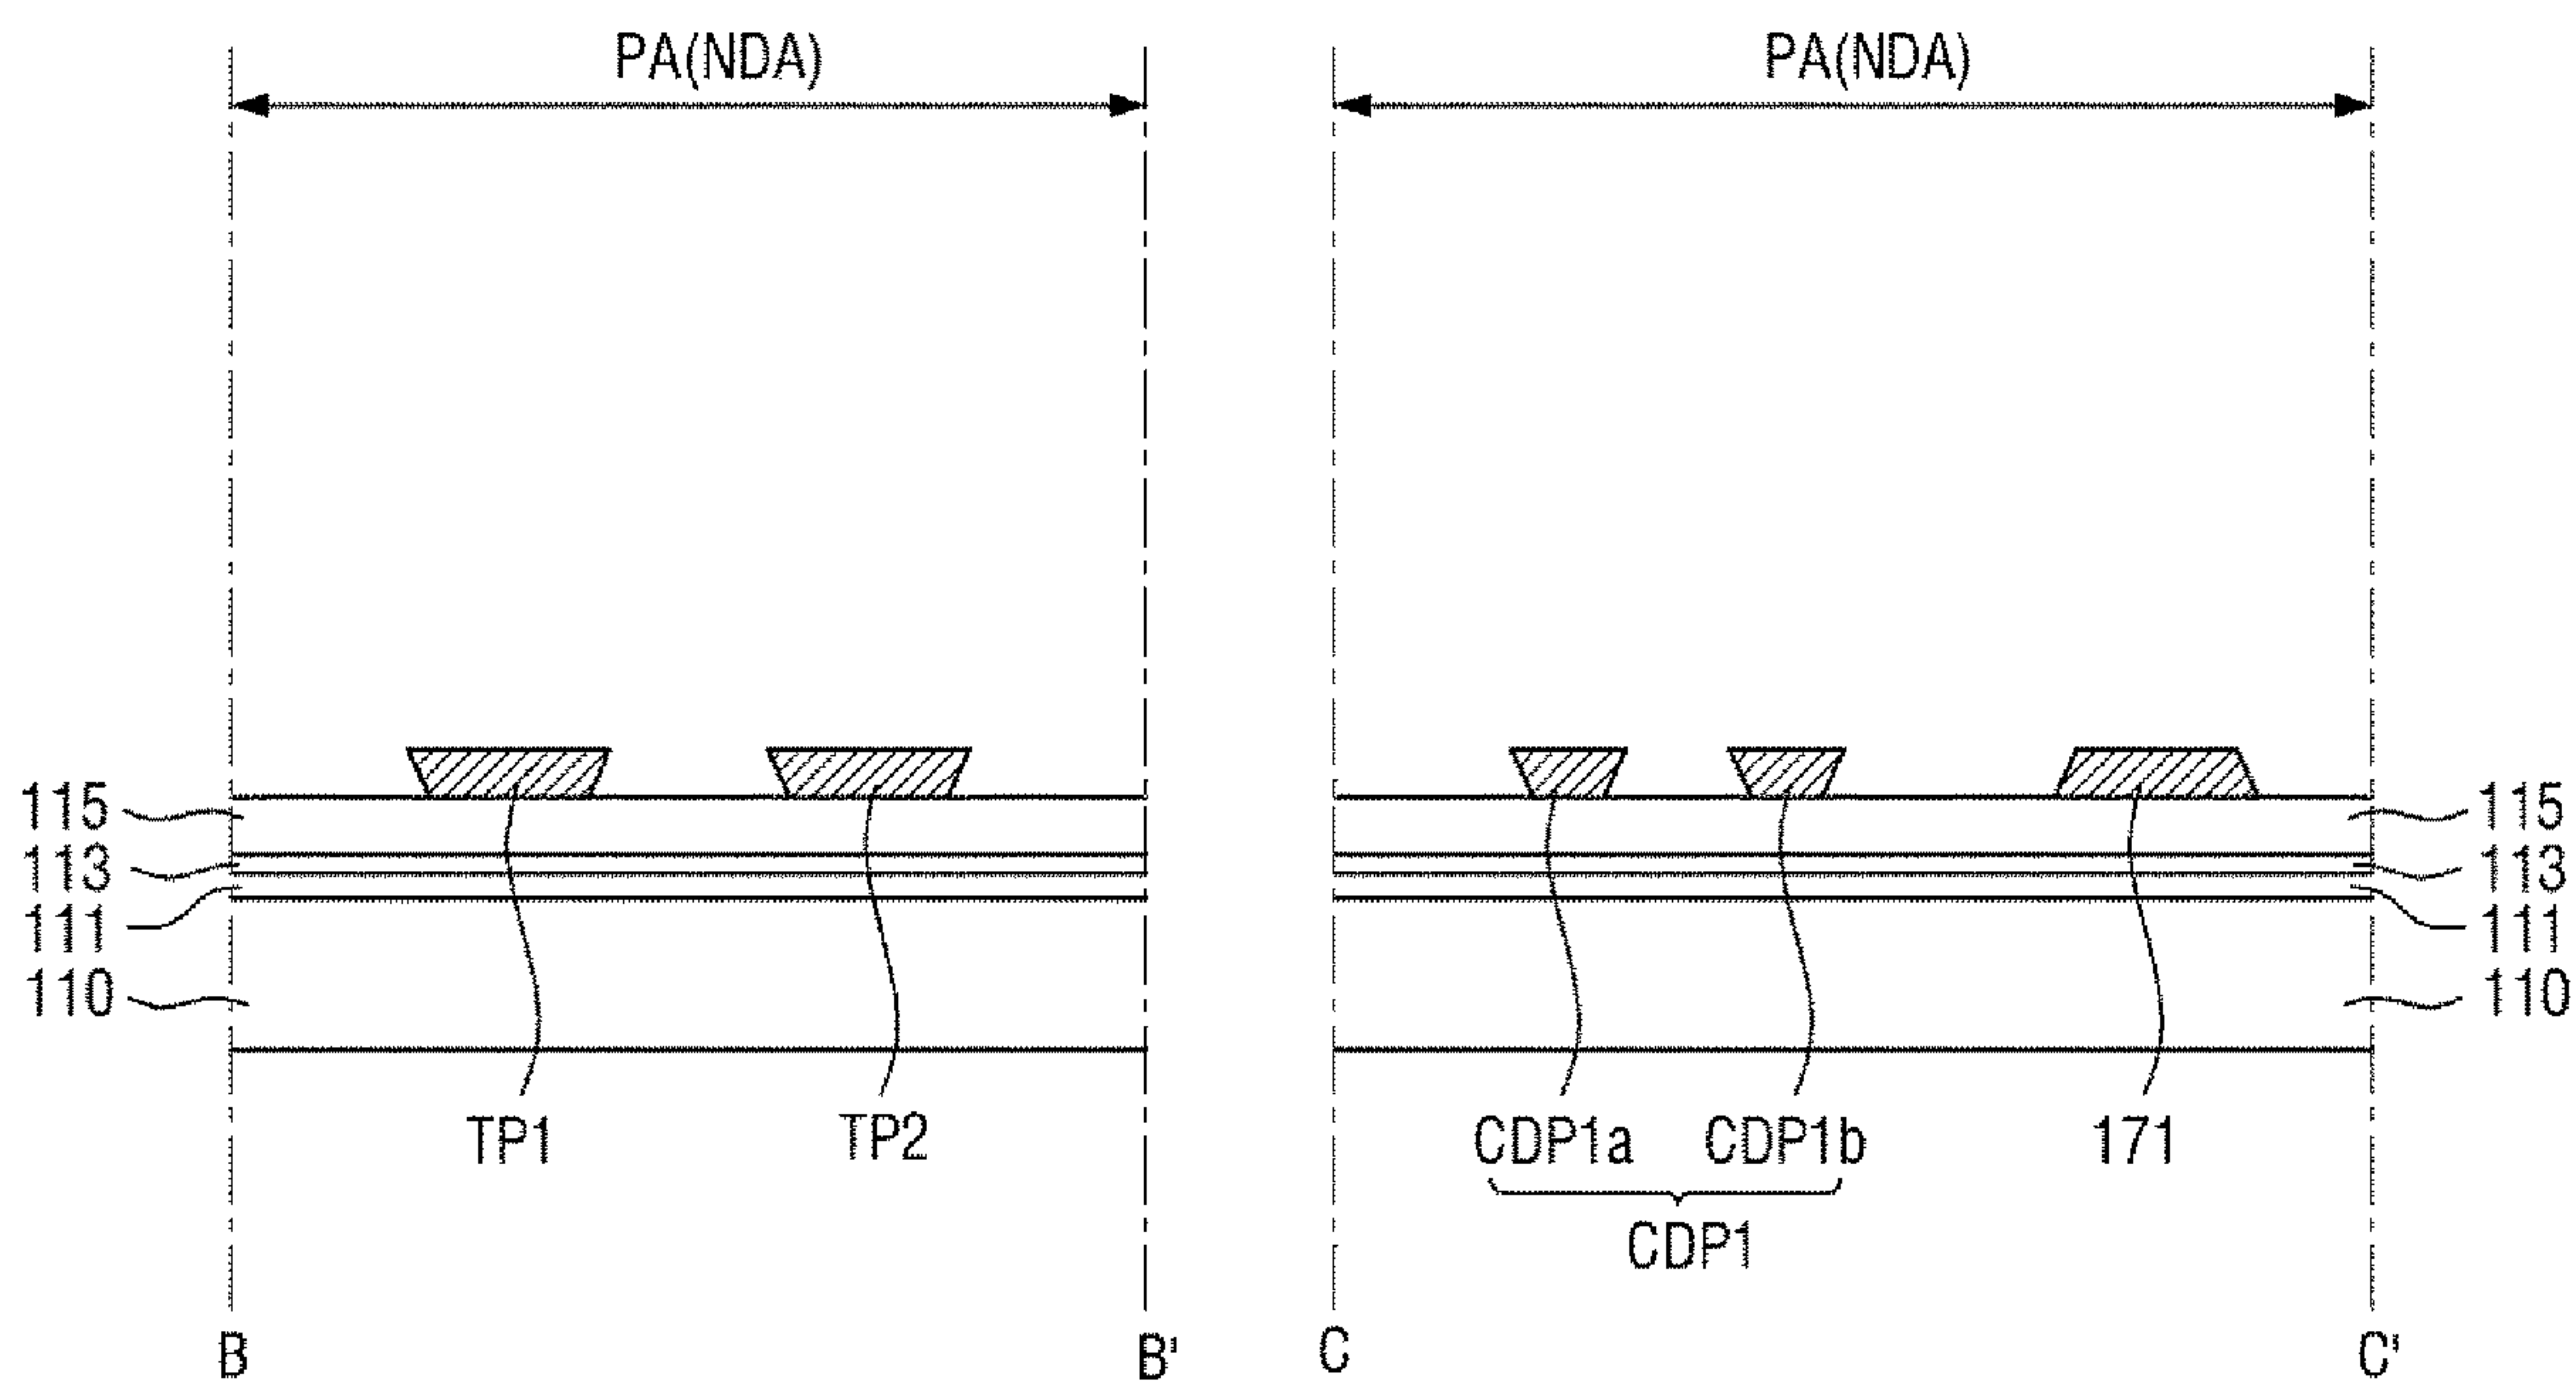 PA(NDA) PA(NDA)
115 115
113 113
111 111
110 110
TP1 TP2 CDP1a CDP1b 171
CDP1
B B' C C'